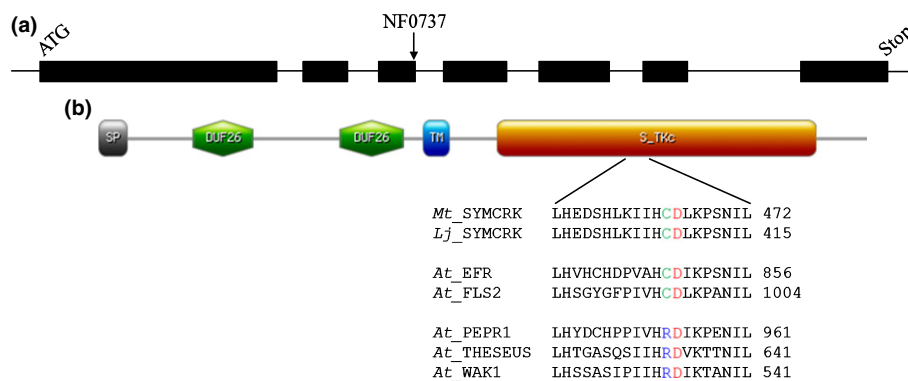 NF0737
(a)
ATG
Stop
(b)
SP DUF26 DUF26 TM S_TKc
Mt_SYMCRK LHEDSHLKIIHCDLKPSNIL 472
Lj_SYMCRK LHEDSHLKIIHCDLKPSNIL 415
At_EFR LHVHCHDPVAHCDIKPSNIL 856
At_FLS2 LHSGYGFPIVHCDLKPANIL 1004
At_PEPR1 LHYDCHPPIVHRDIKPENIL 961
At_THESEUS LHTGASQSIIHRDVKTTNIL 641
At_WAK1 LHSSASIPIIHRDIKTANIL 541